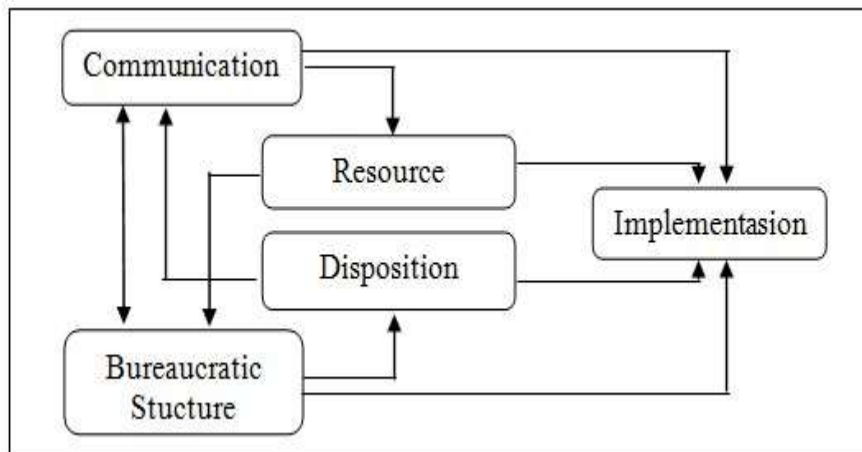 Communication
Resource
Implementasion
Disposition
Bureaucratic
Stucture